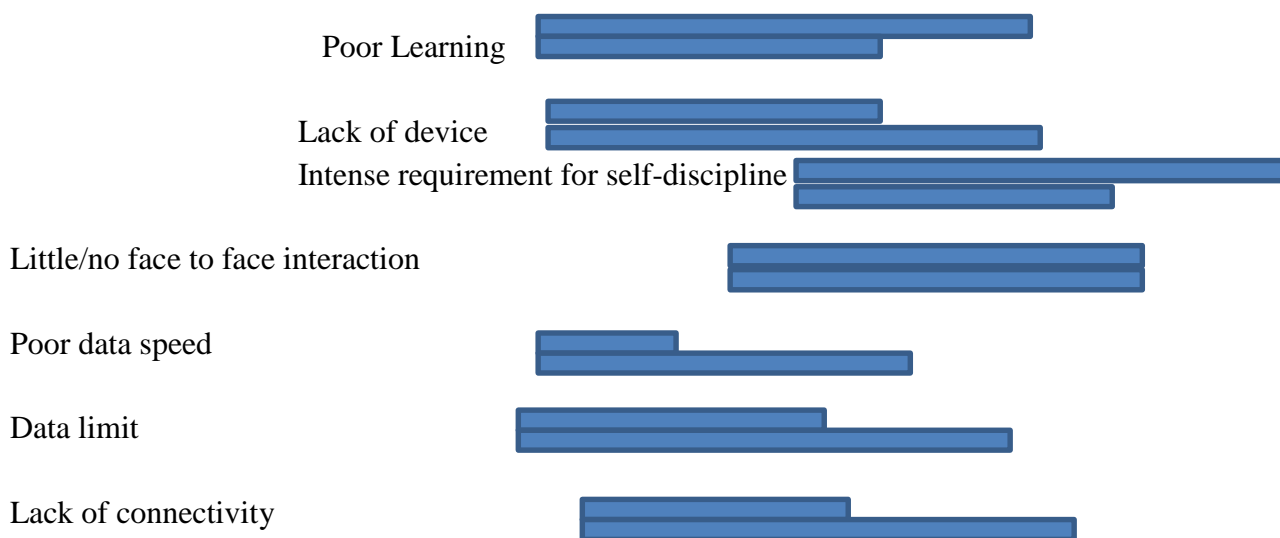 Poor Learning
Lack of device
Intense requirement for self-discipline
Little/no face to face interaction
Poor data speed
Data limit
Lack of connectivity